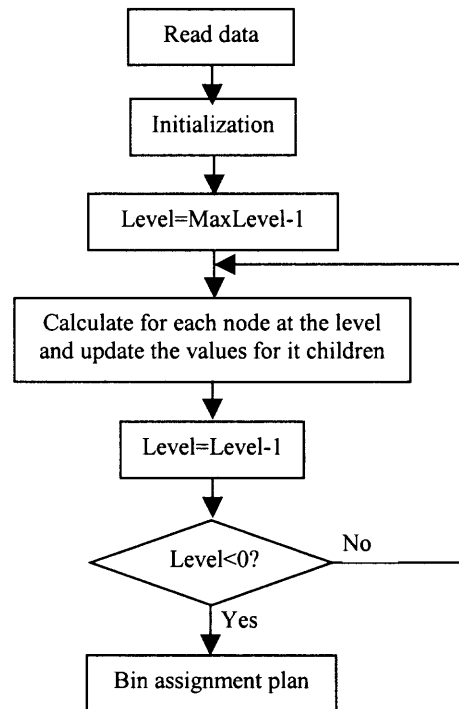 Read data
Initialization
Level=MaxLevel-1
Calculate for each node at the level
and update the values for it children
Level=Level-1
Level<0?
No
Yes
Bin assignment plan